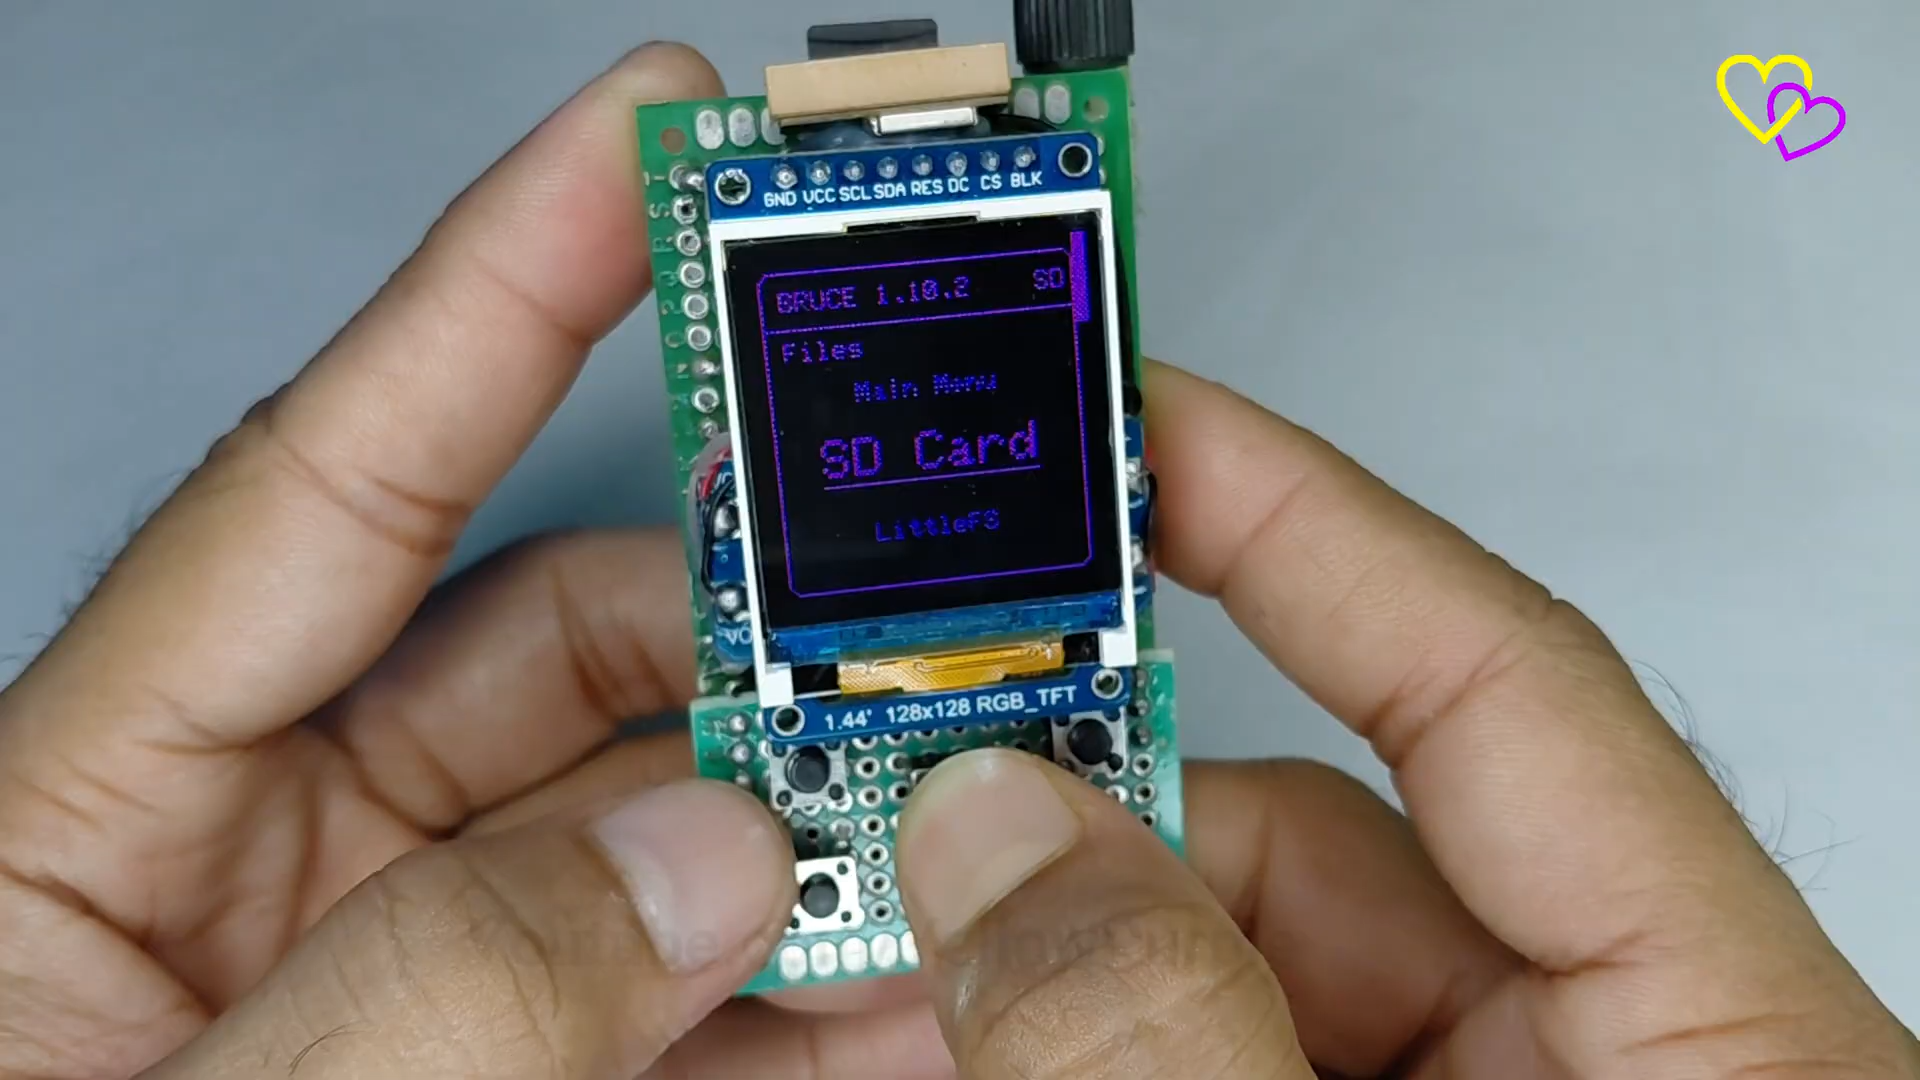 GND VCC SCL SDA RES DC CS BLK
BRUCE 1.10.2 SD
Files
Main Menu
SD Card
LittleFS
1.44' 128x128 RGB_TFT